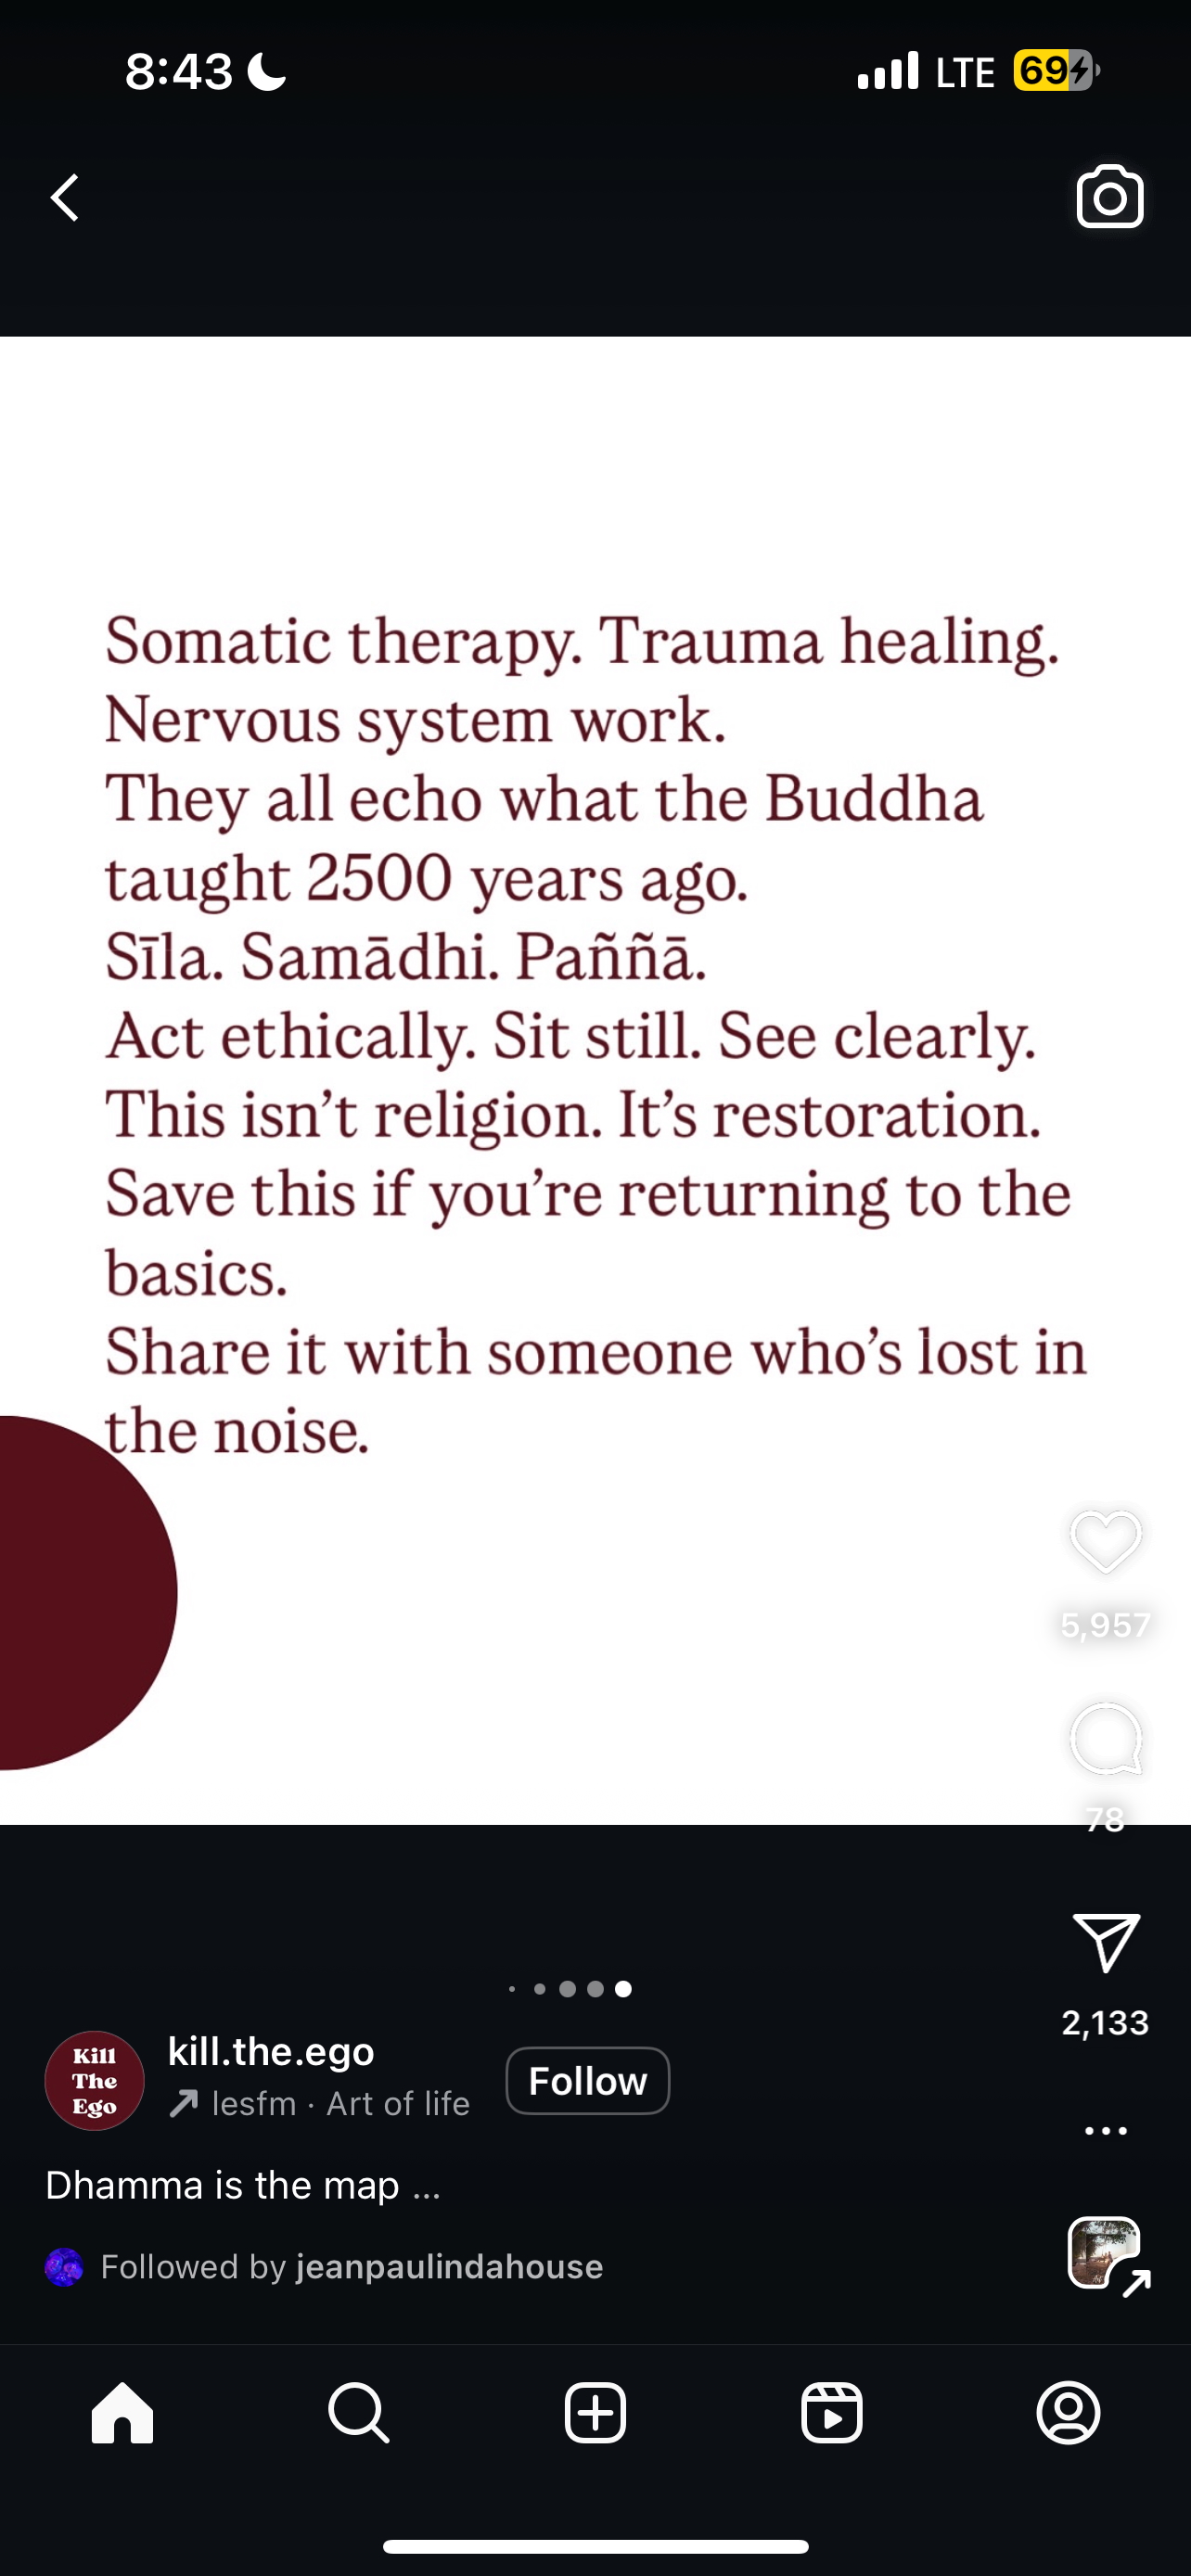 8:43
LTE
69
Somatic therapy. Trauma healing.
Nervous system work.
They all echo what the Buddha
taught 2500 years ago.
Sīla. Samādhi. Paññā.
Act ethically. Sit still. See clearly.
This isn’t religion. It’s restoration.
Save this if you’re returning to the
basics.
Share it with someone who’s lost in
the noise.
5,957
78
2,133
Kill
The
Ego
kill.the.ego
lesfm · Art of life
Follow
Dhamma is the map ...
Followed by jeanpaulindahouse